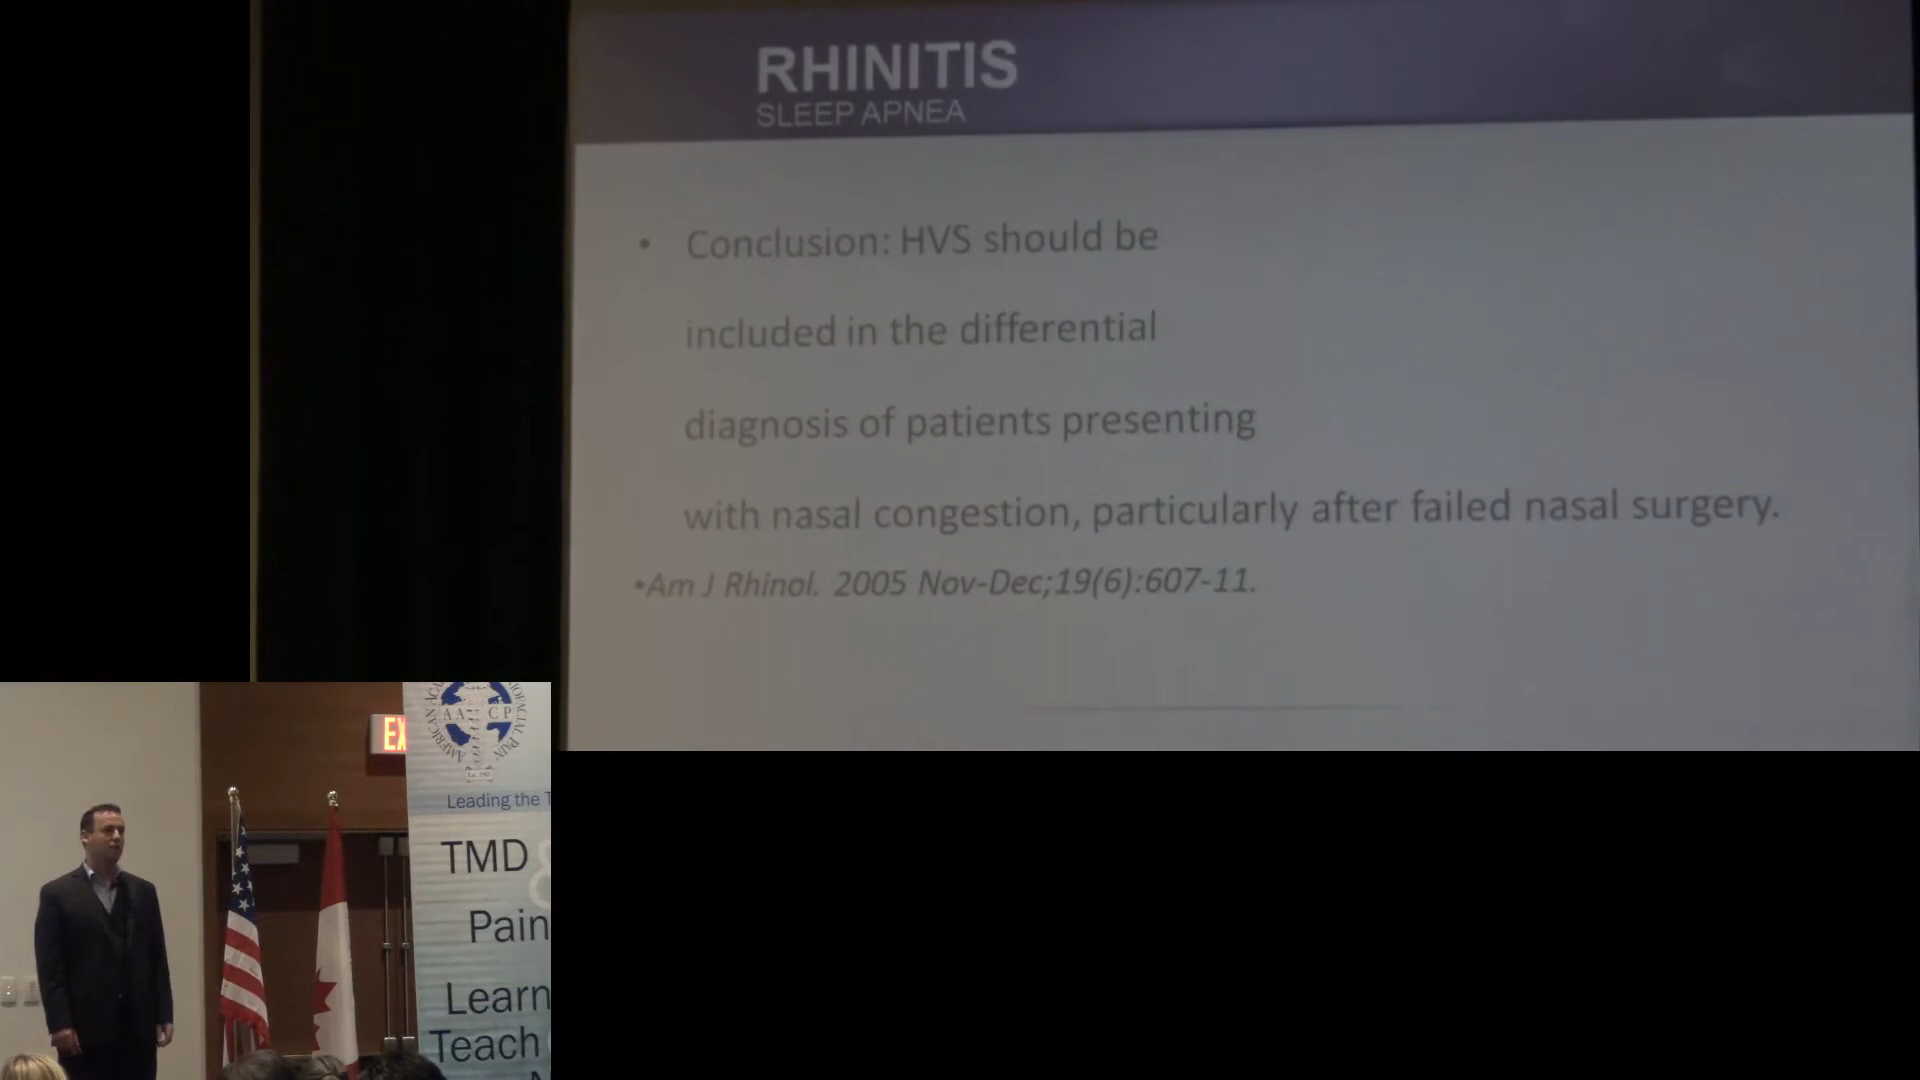 RHINITIS
SLEEP APNEA
• Conclusion: HVS should be
included in the differential
diagnosis of patients presenting
with nasal congestion, particularly after failed nasal surgery.
•Am J Rhinol. 2005 Nov-Dec;19(6):607-11.
EX
AA CP
Leading the T
TMD &
Pain
Learn
Teach